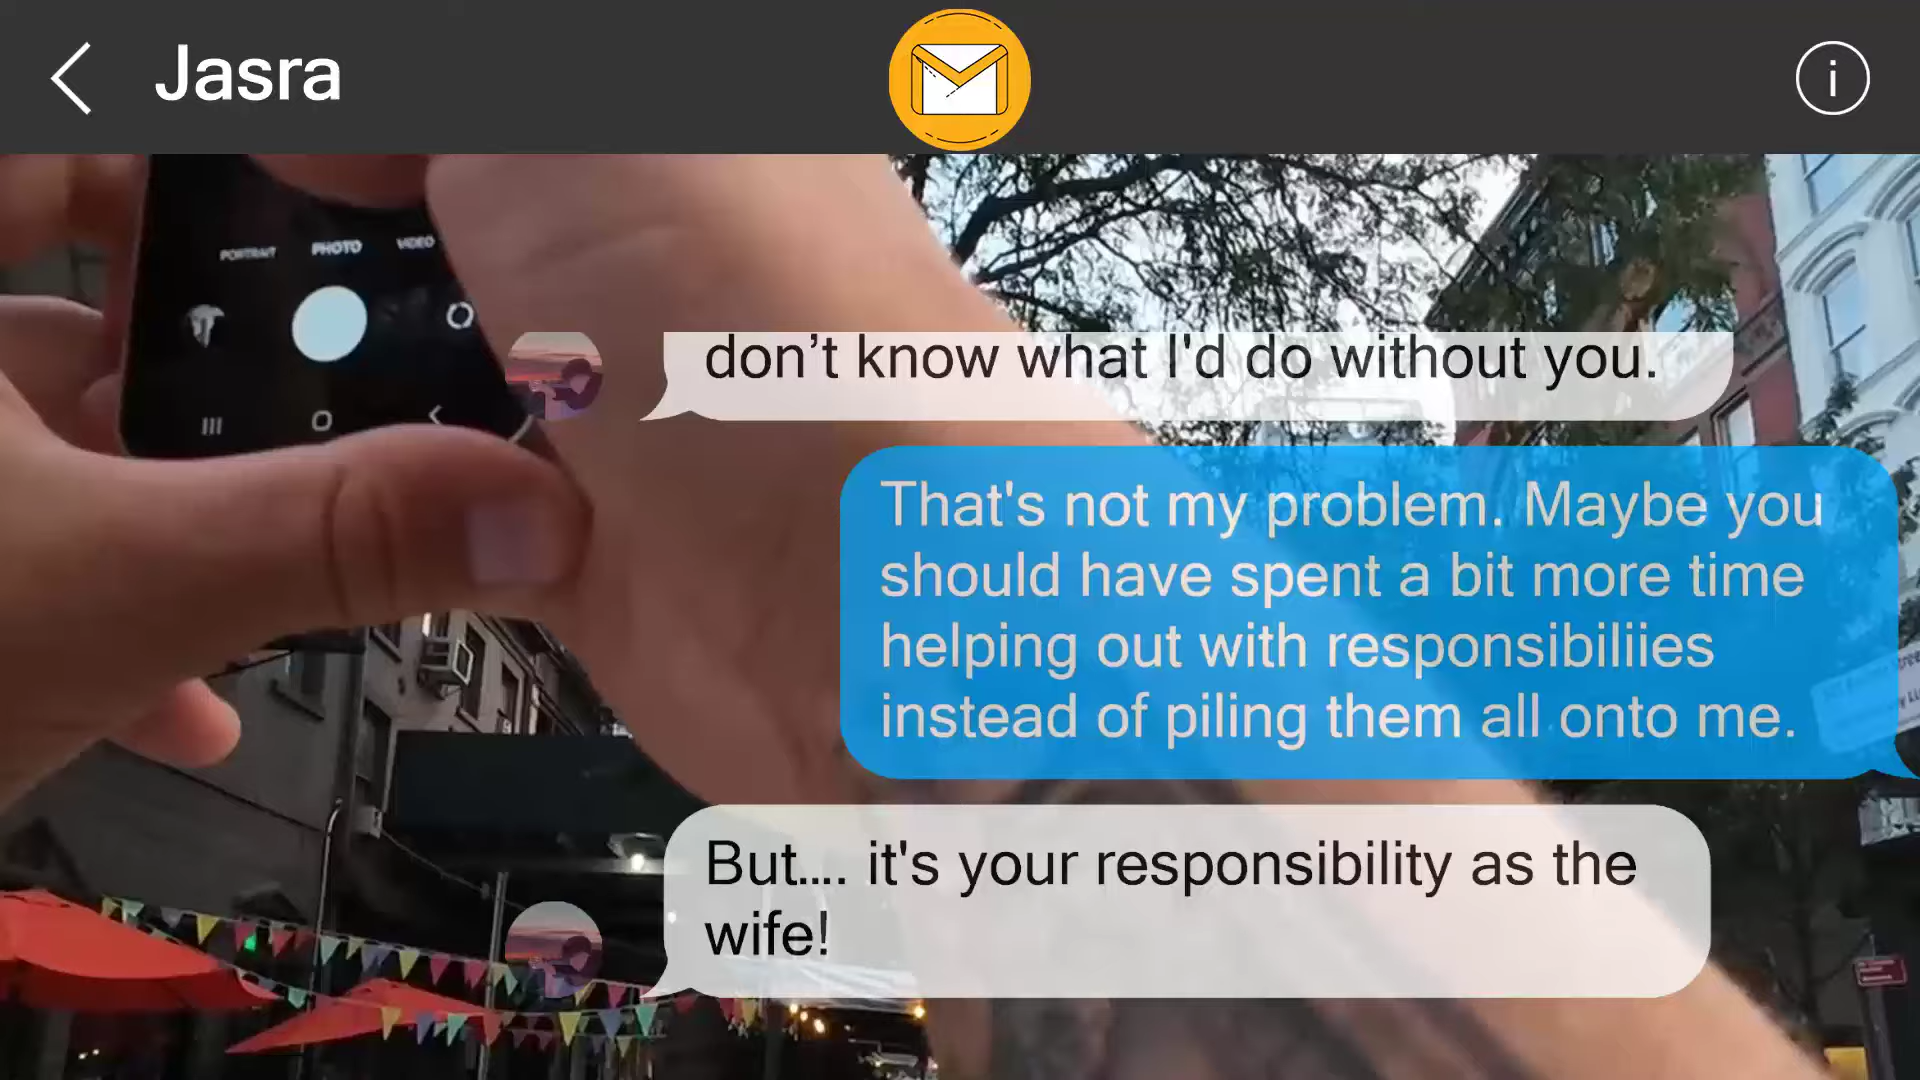 Jasra
i
PORTRAIT PHOTO VIDEO
don’t know what I'd do without you.
That's not my problem. Maybe you
should have spent a bit more time
helping out with responsibiliies
instead of piling them all onto me.
But.... it's your responsibility as the
wife!